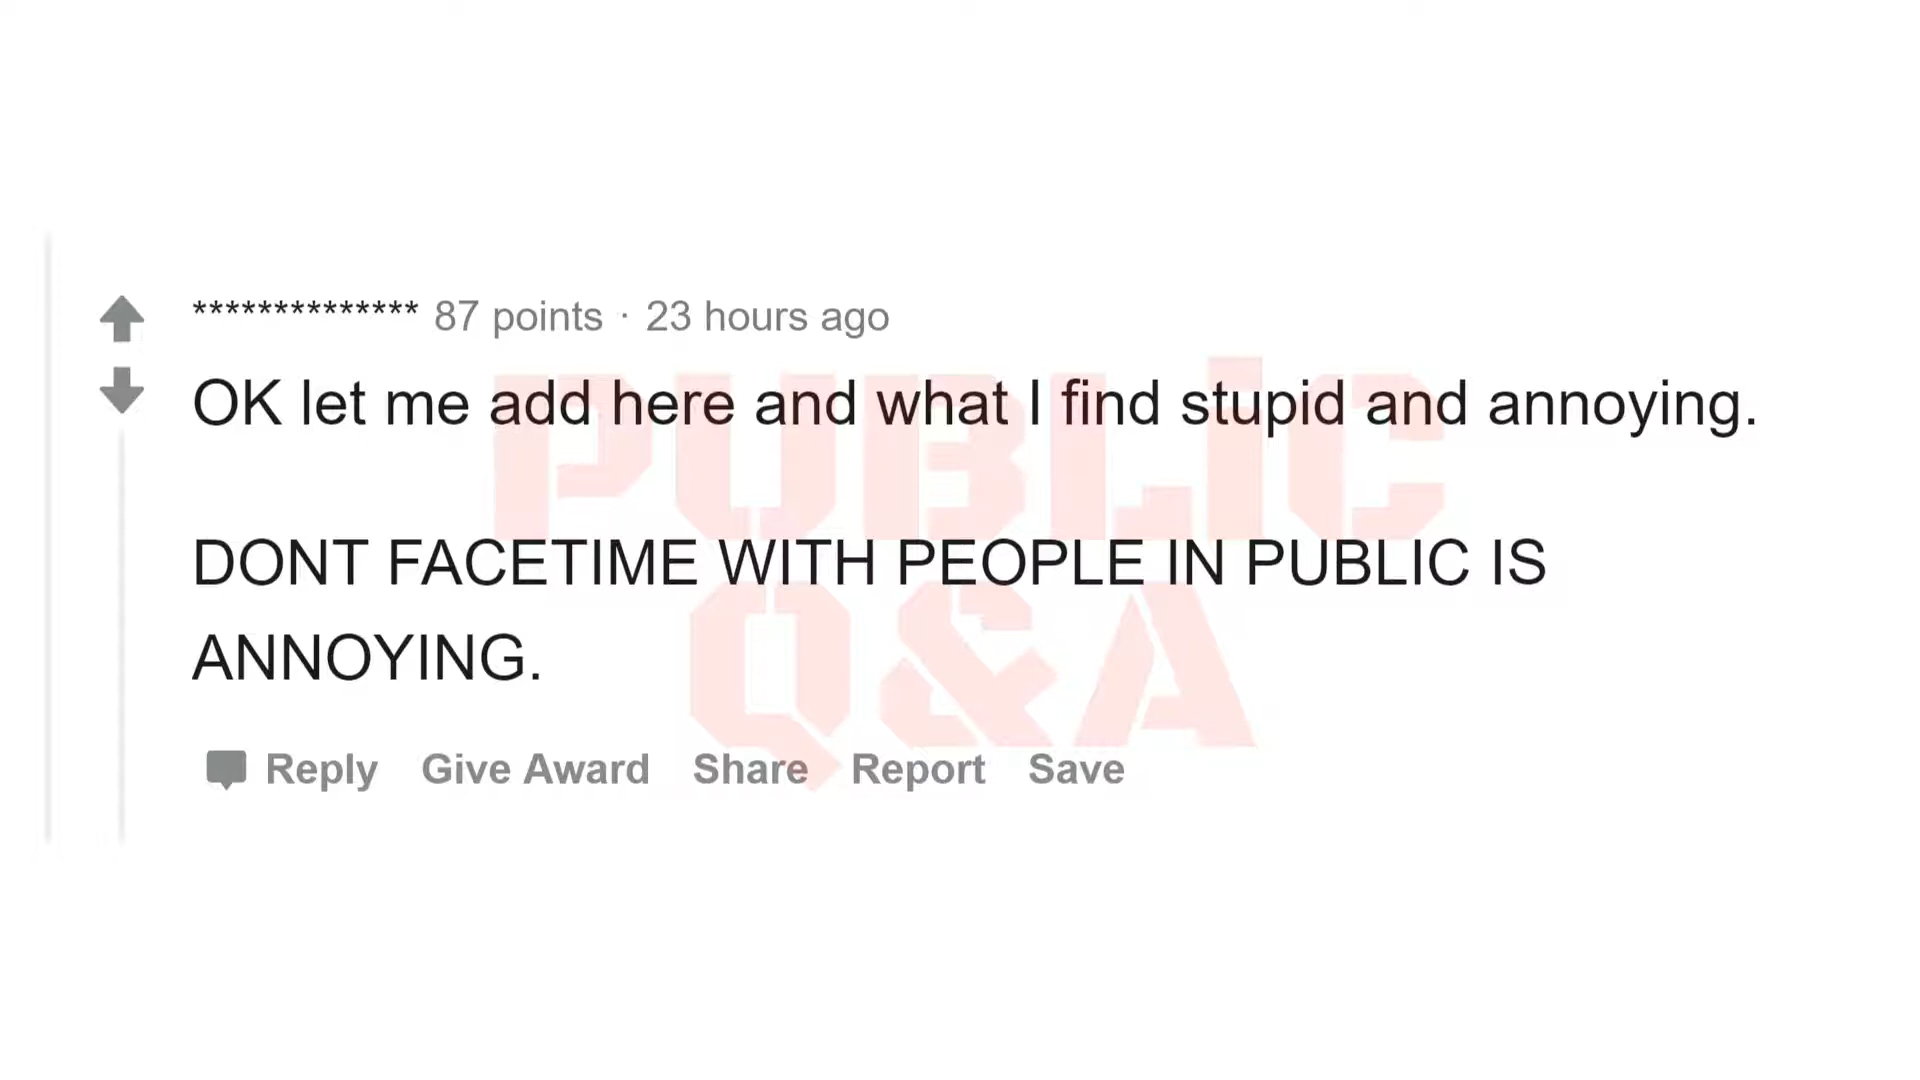 ************** 87 points · 23 hours ago
OK let me add here and what I find stupid and annoying.
PUBLIC
DONT FACETIME WITH PEOPLE IN PUBLIC IS
ANNOYING.
Q&A
Reply Give Award Share Report Save